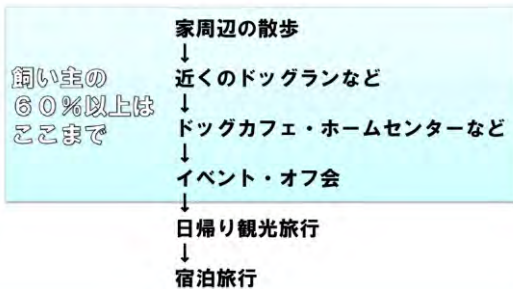 家周辺の散歩
↓
近くのドッグランなど
↓
ドッグカフェ・ホームセンターなど
↓
イベント・オフ会
↓
日帰り観光旅行
↓
宿泊旅行
飼い主の
６０％以上は
ここまで